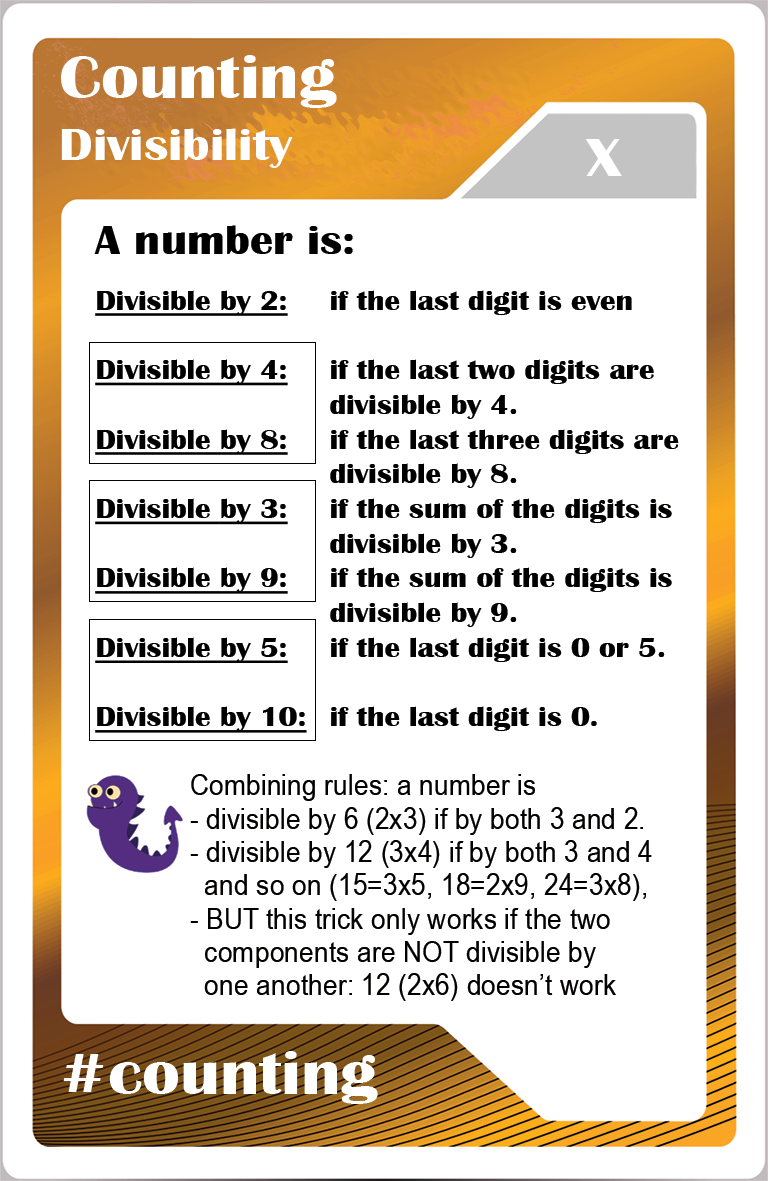 Counting
Divisibility
X
A number is:
Divisible by 2: if the last digit is even
Divisible by 4: if the last two digits are
divisible by 4.
Divisible by 8: if the last three digits are
divisible by 8.
Divisible by 3: if the sum of the digits is
divisible by 3.
Divisible by 9: if the sum of the digits is
divisible by 9.
Divisible by 5: if the last digit is 0 or 5.
Divisible by 10: if the last digit is 0.
Combining rules: a number is
- divisible by 6 (2x3) if by both 3 and 2.
- divisible by 12 (3x4) if by both 3 and 4
and so on (15=3x5, 18=2x9, 24=3x8),
- BUT this trick only works if the two
components are NOT divisible by
one another: 12 (2x6) doesn’t work
#counting